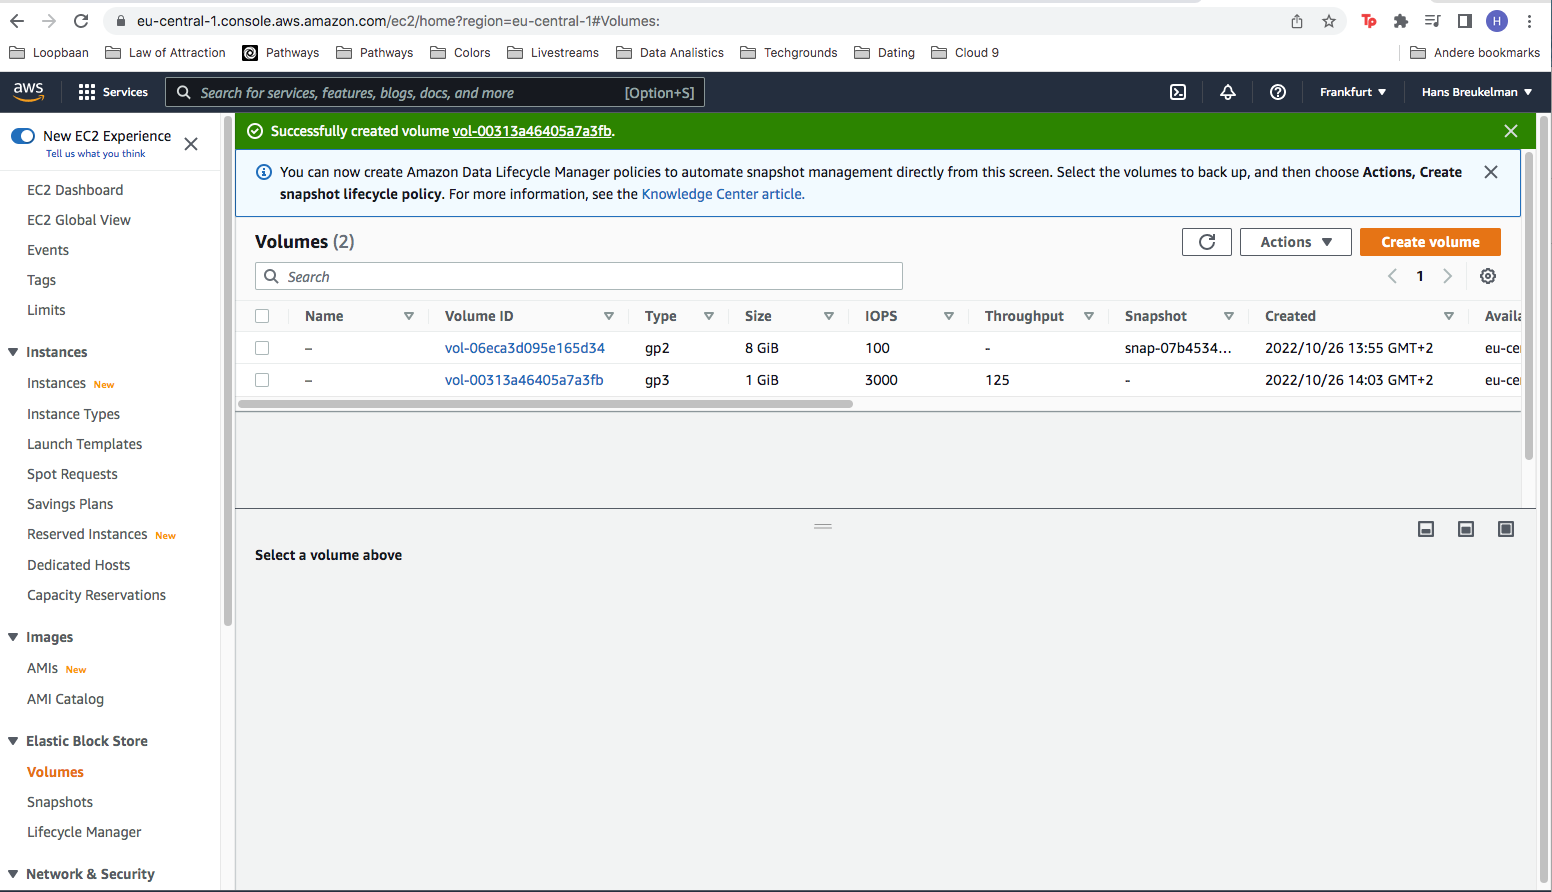 eu-central-1.console.aws.amazon.com/ec2/home?region=eu-central-1#Volumes:
Tp
H
Loopbaan
Law of Attraction
Pathways
Pathways
Colors
Livestreams
Data Analistics
Techgrounds
Dating
Cloud 9
Andere bookmarks
aws
Services
Search for services, features, blogs, docs, and more
[Option+S]
Frankfurt
Hans Breukelman
New EC2 Experience
Tell us what you think
EC2 Dashboard
EC2 Global View
Events
Tags
Limits
Instances
Instances New
Instance Types
Launch Templates
Spot Requests
Savings Plans
Reserved Instances New
Dedicated Hosts
Capacity Reservations
Images
AMIs New
AMI Catalog
Elastic Block Store
Volumes
Snapshots
Lifecycle Manager
Network & Security
Successfully created volume vol-00313a46405a7a3fb.
You can now create Amazon Data Lifecycle Manager policies to automate snapshot management directly from this screen. Select the volumes to back up, and then choose Actions, Create
snapshot lifecycle policy. For more information, see the Knowledge Center article.
Volumes (2)
Actions
Create volume
Search
1
Name Volume ID Type Size IOPS Throughput Snapshot Created Availa
– vol-06eca3d095e165d34 gp2 8 GiB 100 - snap-07b4534... 2022/10/26 13:55 GMT+2 eu-ce
– vol-00313a46405a7a3fb gp3 1 GiB 3000 125 - 2022/10/26 14:03 GMT+2 eu-ce
Select a volume above